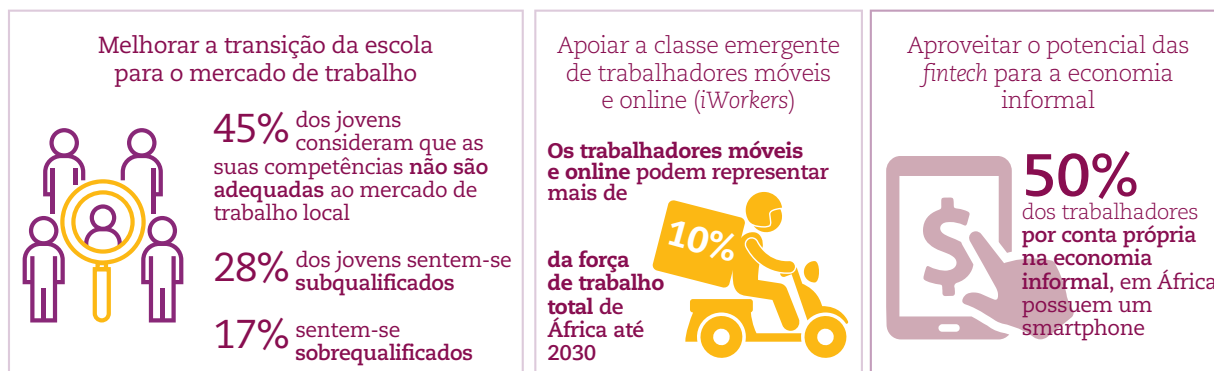 Melhorar a transição da escola
para o mercado de trabalho
45% dos jovens
consideram que as
suas competências não são
adequadas ao mercado de
trabalho local
28% dos jovens sentem-se
subqualificados
17% sentem-se
sobrequalificados
Apoiar a classe emergente
de trabalhadores móveis
e online (iWorkers)
Os trabalhadores móveis
e online podem representar
mais de
10%
da força
de trabalho
total de
África até
2030
Aproveitar o potencial das
fintech para a economia
informal
$
50%
dos trabalhadores
por conta própria
na economia
informal, em África
possuem um
smartphone